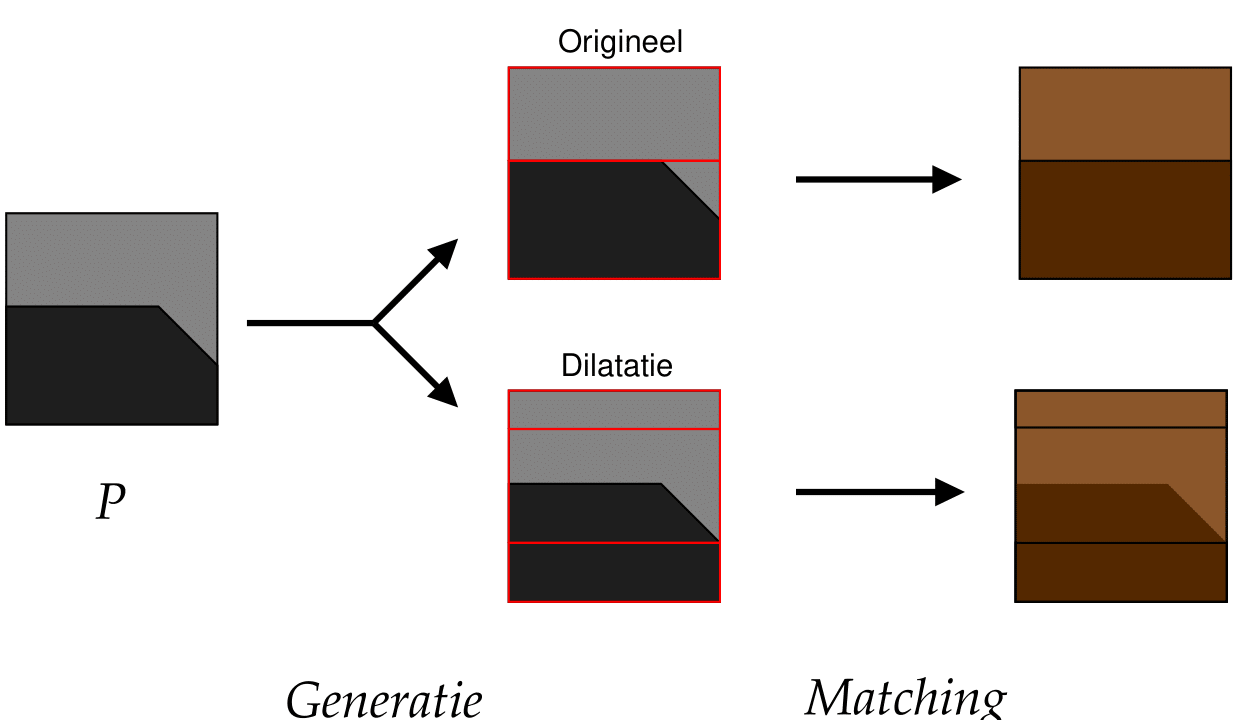 Origineel
Dilatatie
P
Generatie
Matching